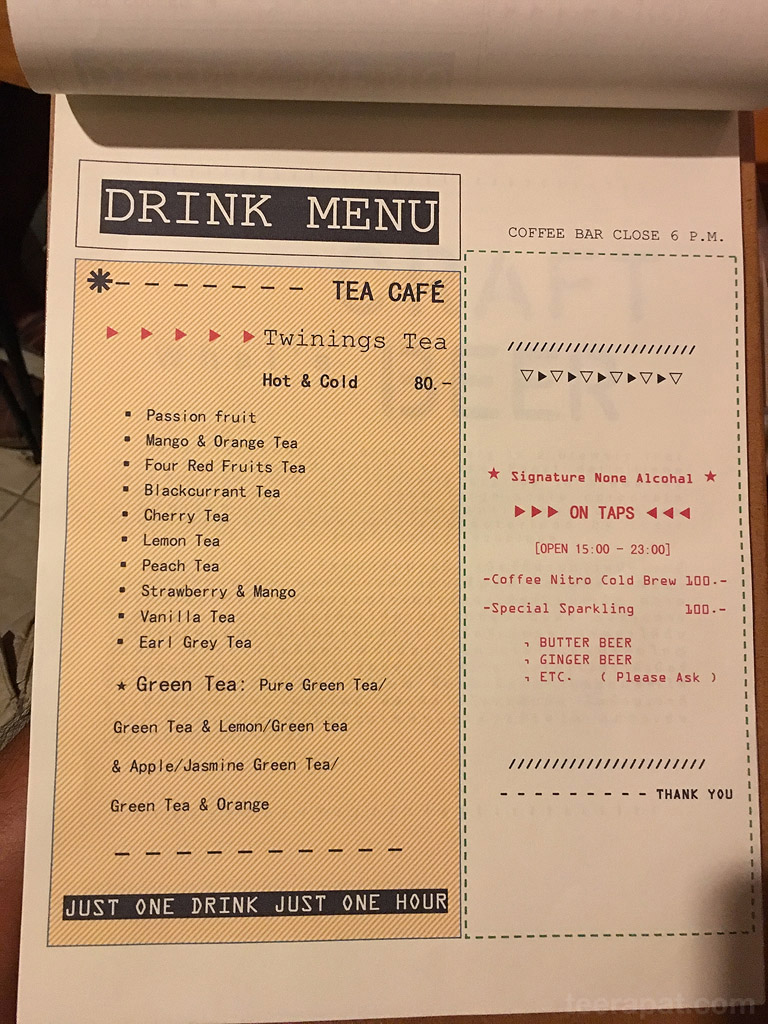 DRINK MENU
COFFEE BAR CLOSE 6 P.M.
TEA CAFÉ
Twinings Tea
Hot & Cold 80.-
Passion fruit
Mango & Orange Tea
Four Red Fruits Tea
Blackcurrant Tea
Cherry Tea
Lemon Tea
Peach Tea
Strawberry & Mango
Vanilla Tea
Earl Grey Tea
★ Green Tea: Pure Green Tea/
Green Tea & Lemon/Green tea
& Apple/Jasmine Green Tea/
Green Tea & Orange
JUST ONE DRINK JUST ONE HOUR
★ Signature None Alcohal ★
ON TAPS
[OPEN 15:00 - 23:00]
-Coffee Nitro Cold Brew 100.-
-Special Sparkling 100.-
, BUTTER BEER
, GINGER BEER
, ETC. ( Please Ask )
THANK YOU
teerapat.com